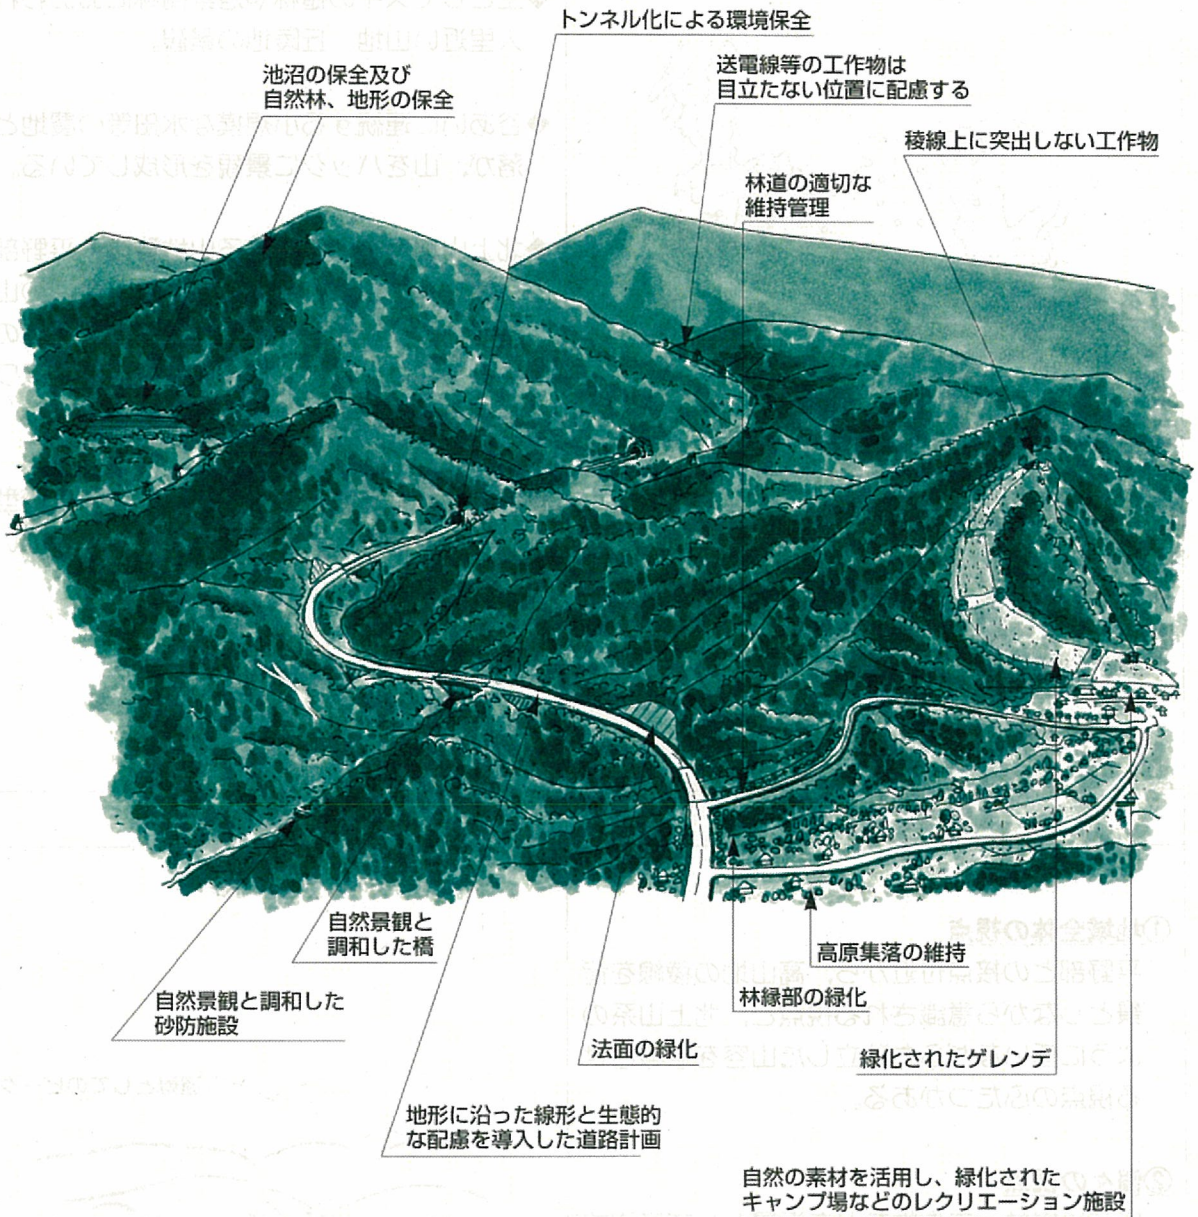 トンネル化による環境保全
池沼の保全及び
自然林、地形の保全
送電線等の工作物は
目立たない位置に配慮する
稜線上に突出しない工作物
林道の適切な
維持管理
自然景観と
調和した橋
高原集落の維持
自然景観と調和した
砂防施設
林縁部の緑化
法面の緑化
緑化されたゲレンデ
地形に沿った線形と生態的
な配慮を導入した道路計画
自然の素材を活用し、緑化された
キャンプ場などのレクリエーション施設